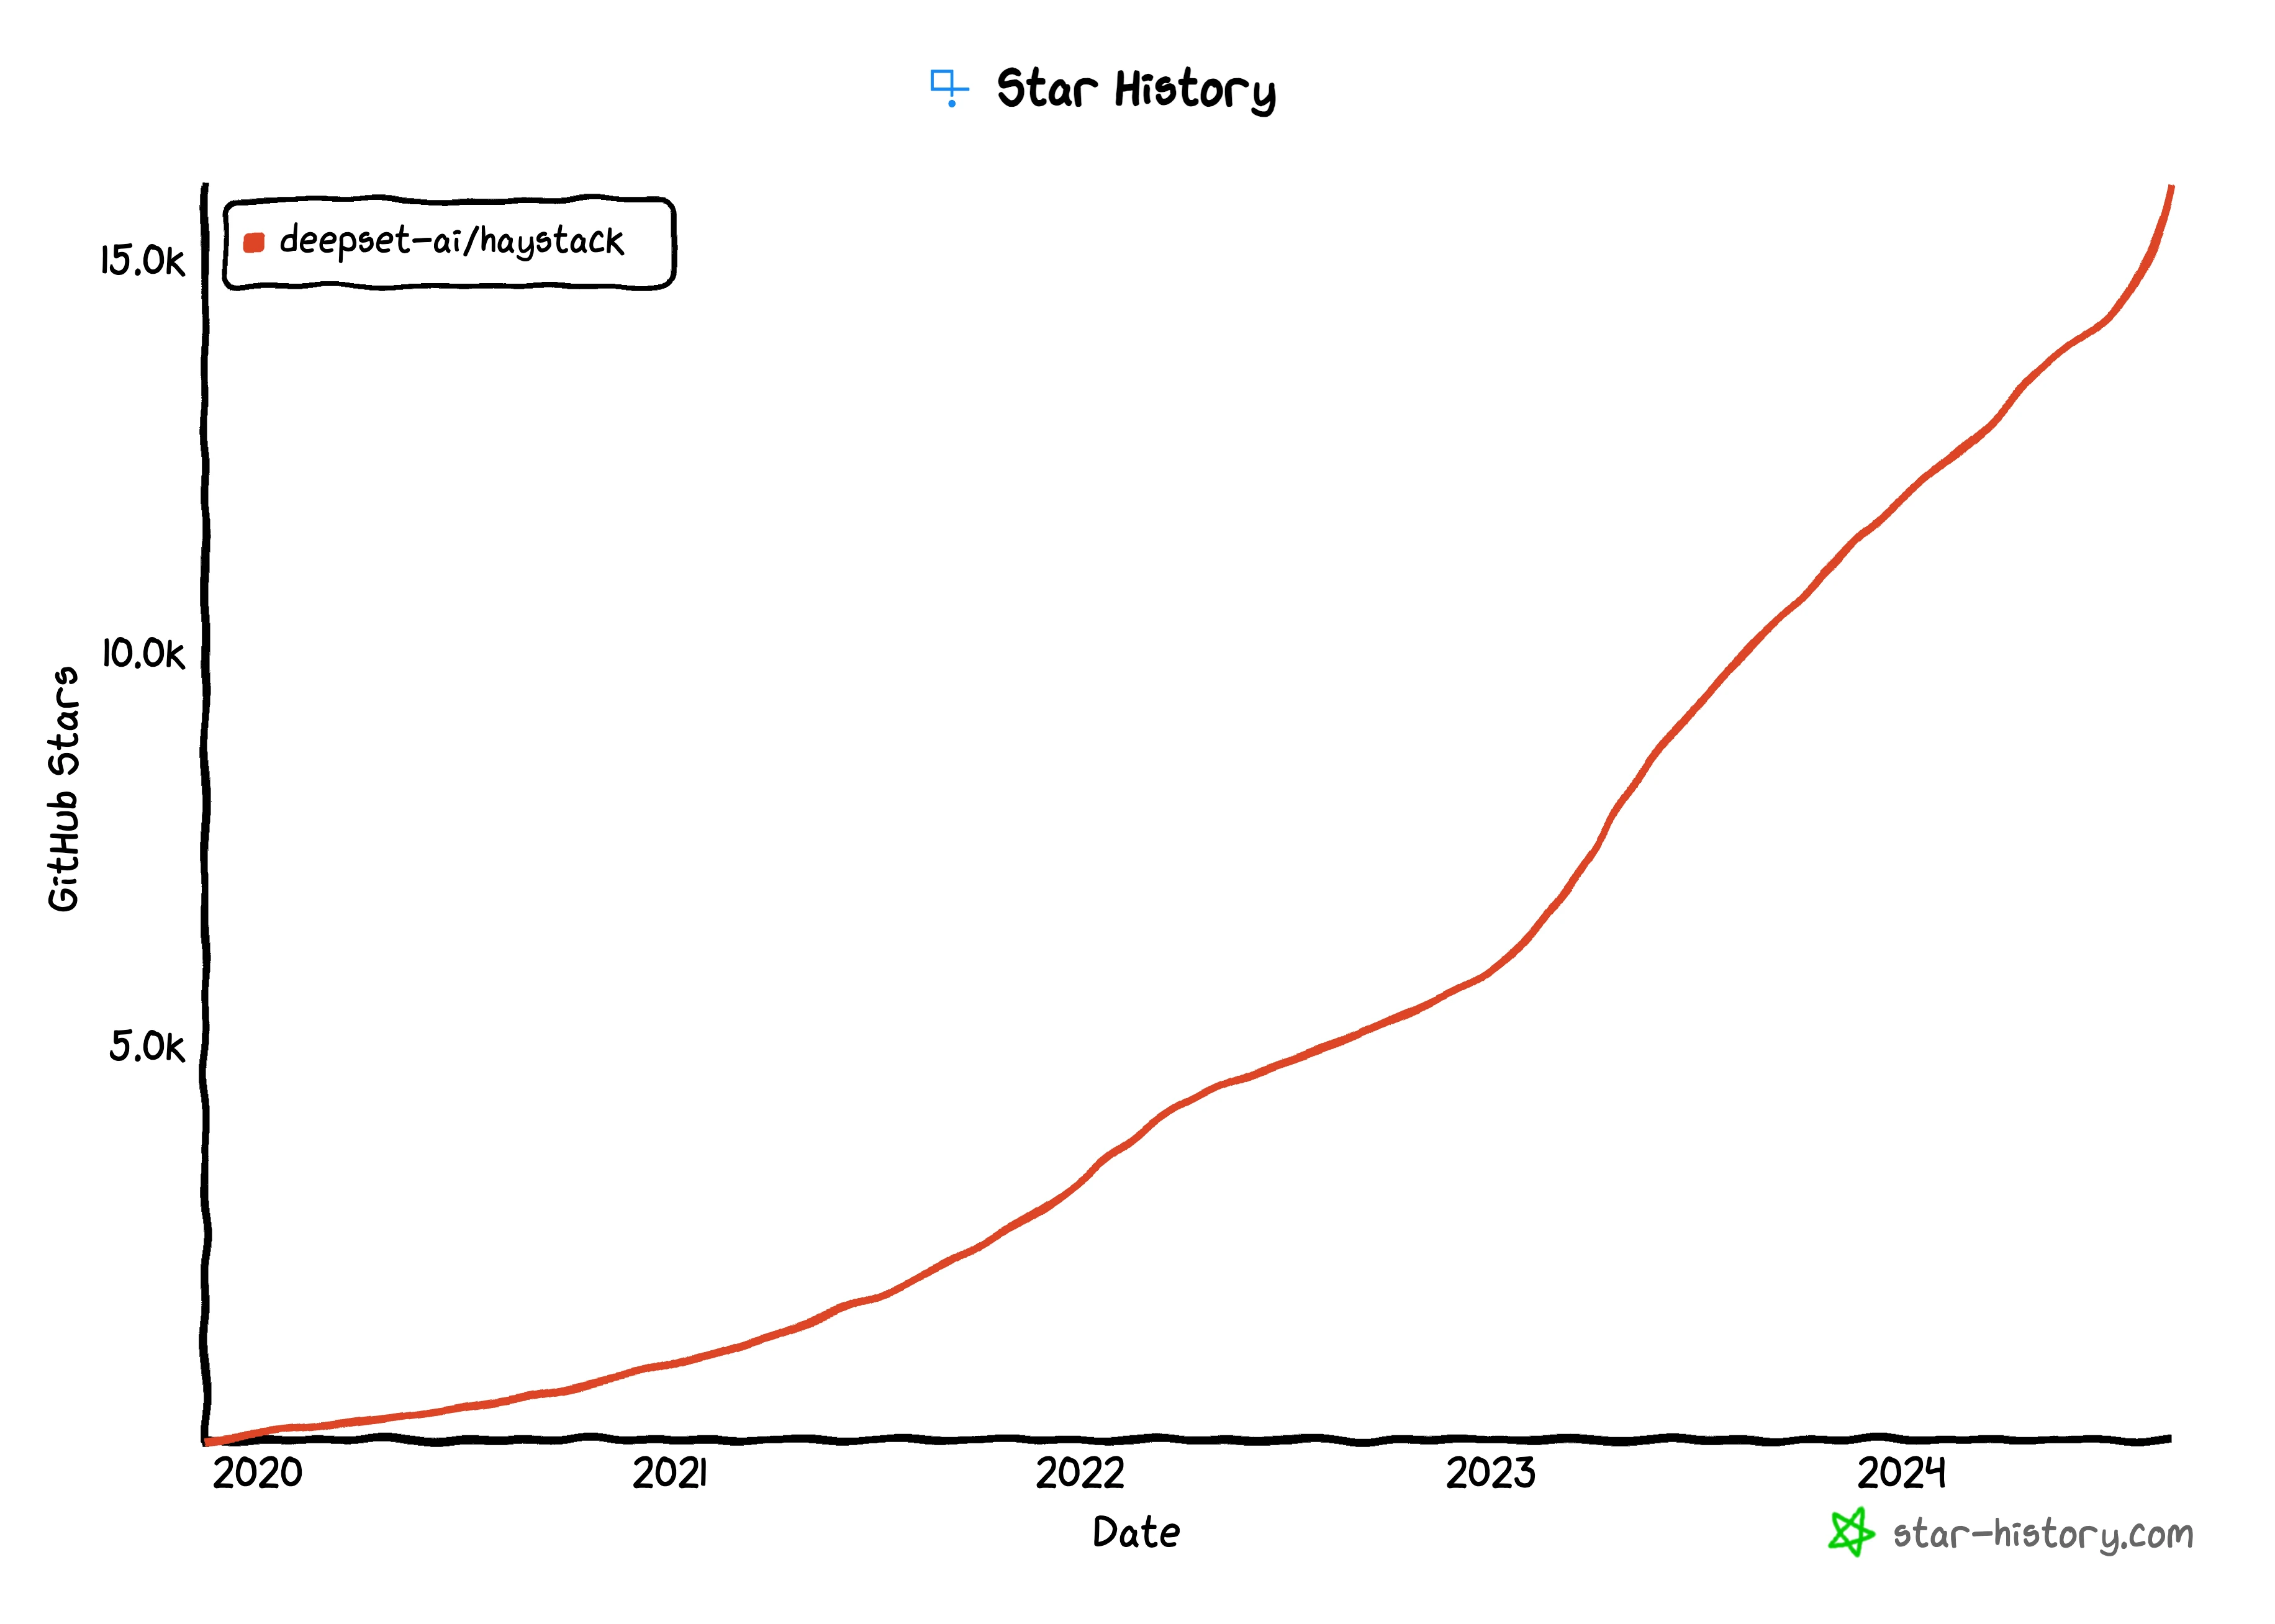 Star History
deepset-ai/haystack
15.0K
10.0K
5.0K
GitHub Stars
2020 2021 2022 2023 2024
Date
star-history.com